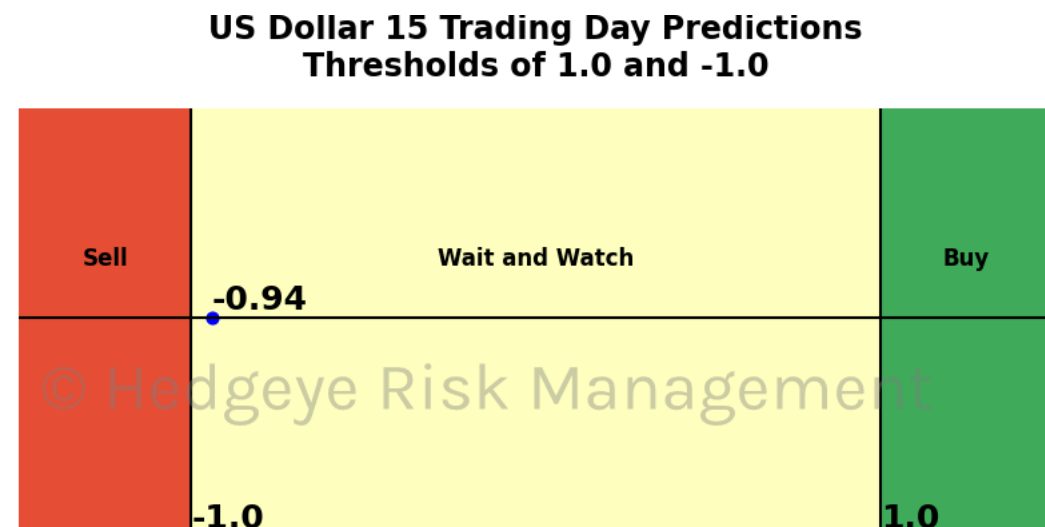 US Dollar 15 Trading Day Predictions
Thresholds of 1.0 and -1.0
Sell
Wait and Watch
Buy
-0.94
© Hedgeye Risk Management
-1.0
1.0